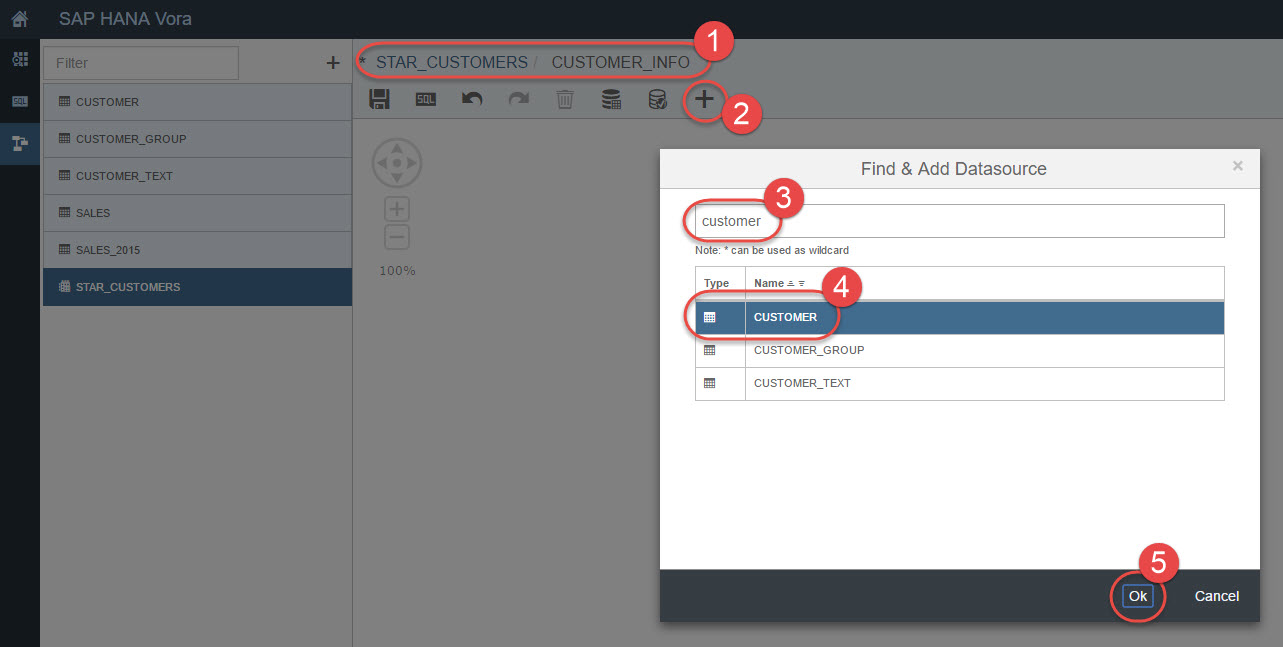 SAP HANA Vora
Filter +
CUSTOMER
CUSTOMER_GROUP
CUSTOMER_TEXT
SALES
SALES_2015
STAR_CUSTOMERS
* STAR_CUSTOMERS / CUSTOMER_INFO
1
SQL
SQL
2
100%
Find & Add Datasource ×
3
customer
Note: * can be used as wildcard
Type Name
4
CUSTOMER
CUSTOMER_GROUP
CUSTOMER_TEXT
5
Ok Cancel